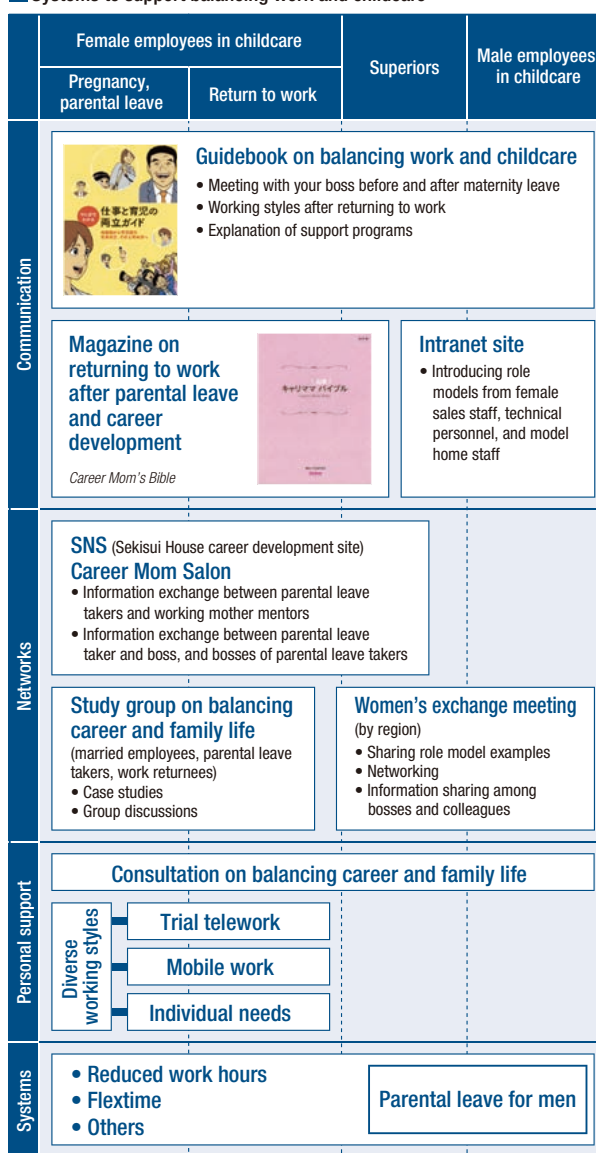 Systems to support balancing work and childcare
Female employees in childcare
Superiors
Male employees
in childcare
Pregnancy,
parental leave
Return to work
Communication
仕事と育児の
両立ガイド
Guidebook on balancing work and childcare
• Meeting with your boss before and after maternity leave
• Working styles after returning to work
• Explanation of support programs
Magazine on
returning to work
after parental leave
and career
development
Career Mom's Bible
キャリママ バイブル
Intranet site
• Introducing role
models from female
sales staff, technical
personnel, and model
home staff
Networks
SNS (Sekisui House career development site)
Career Mom Salon
• Information exchange between parental leave
takers and working mother mentors
• Information exchange between parental leave
taker and boss, and bosses of parental leave takers
Study group on balancing
career and family life
(married employees, parental leave
takers, work returnees)
• Case studies
• Group discussions
Women's exchange meeting
(by region)
• Sharing role model examples
• Networking
• Information sharing among
bosses and colleagues
Personal support
Consultation on balancing career and family life
Diverse
working styles
Trial telework
Mobile work
Individual needs
Systems
• Reduced work hours
• Flextime
• Others
Parental leave for men